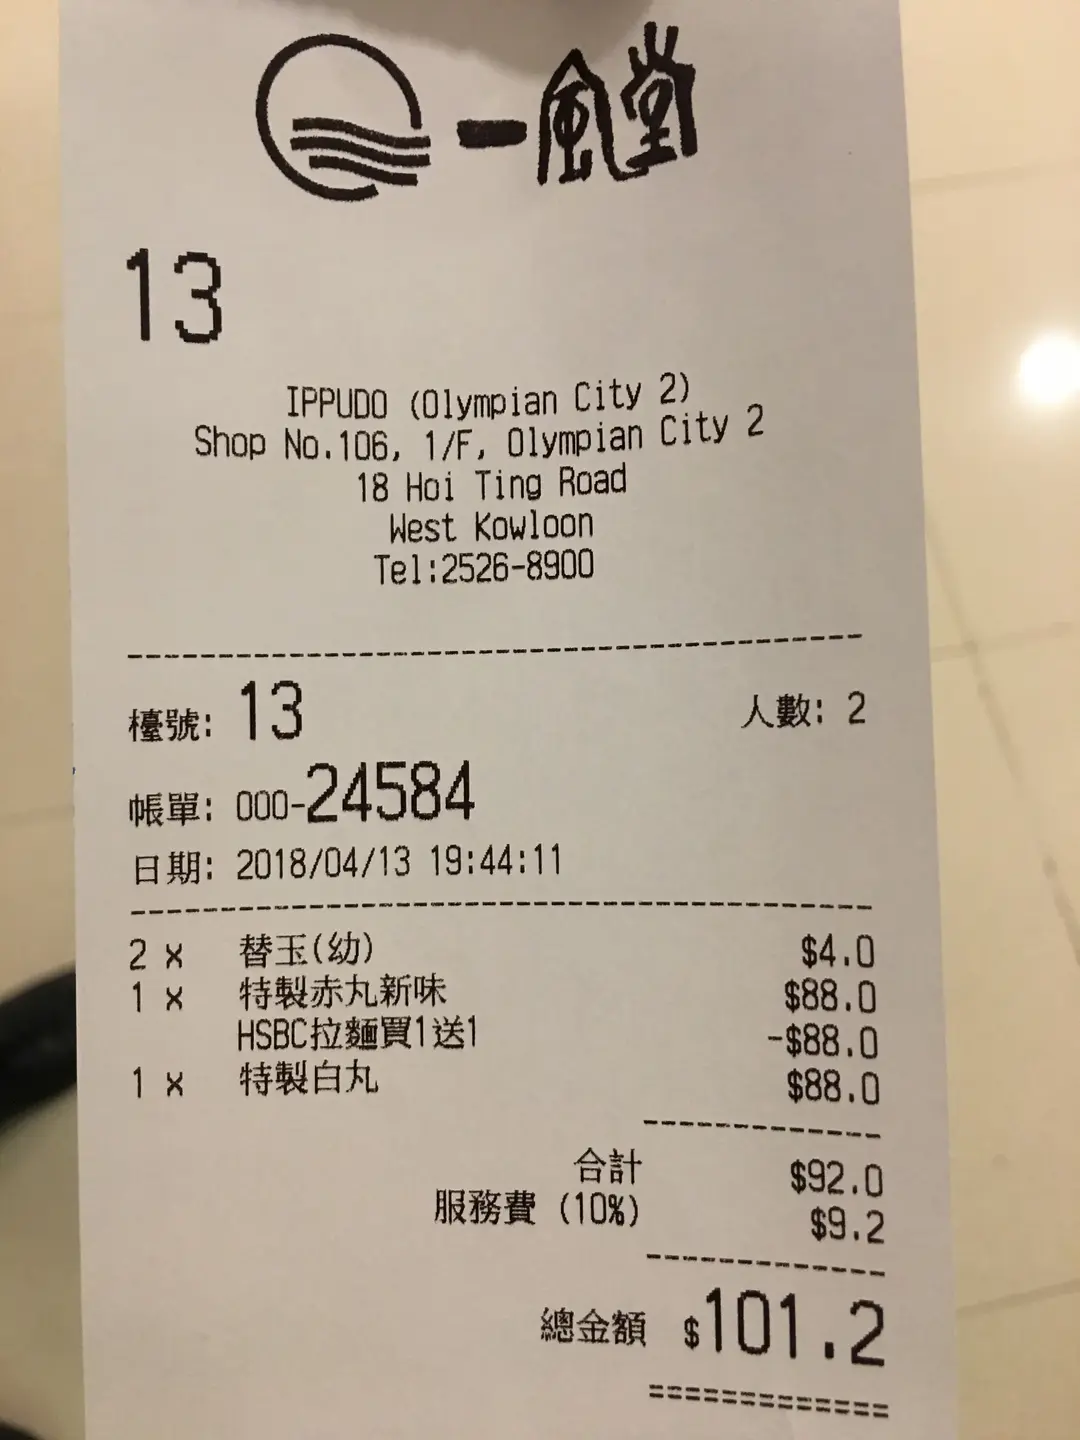 一風堂
13
IPPUDO (Olympian City 2)
Shop No.106, 1/F, Olympian City 2
18 Hoi Ting Road
West Kowloon
Tel:2526-8900
檯號: 13 人數: 2
帳單: 000-24584
日期: 2018/04/13 19:44:11
2 x 替玉(幼) $4.0
1 x 特製赤丸新味 $88.0
HSBC拉麵買1送1 -$88.0
1 x 特製白丸 $88.0
合計 $92.0
服務費 (10%) $9.2
總金額 $101.2